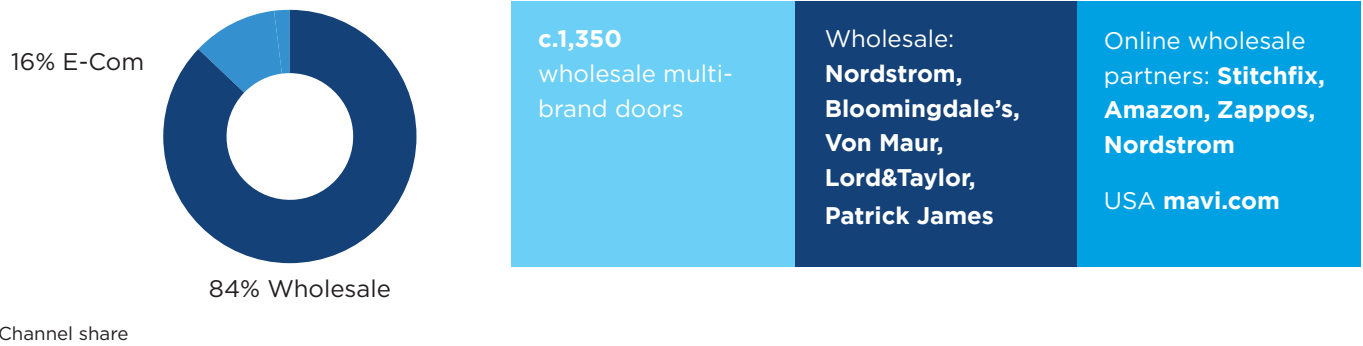 16% E-Com
84% Wholesale
Channel share
c.1,350
wholesale multi-
brand doors
Wholesale:
Nordstrom,
Bloomingdale’s,
Von Maur,
Lord&Taylor,
Patrick James
Online wholesale
partners: Stitchfix,
Amazon, Zappos,
Nordstrom
USA mavi.com